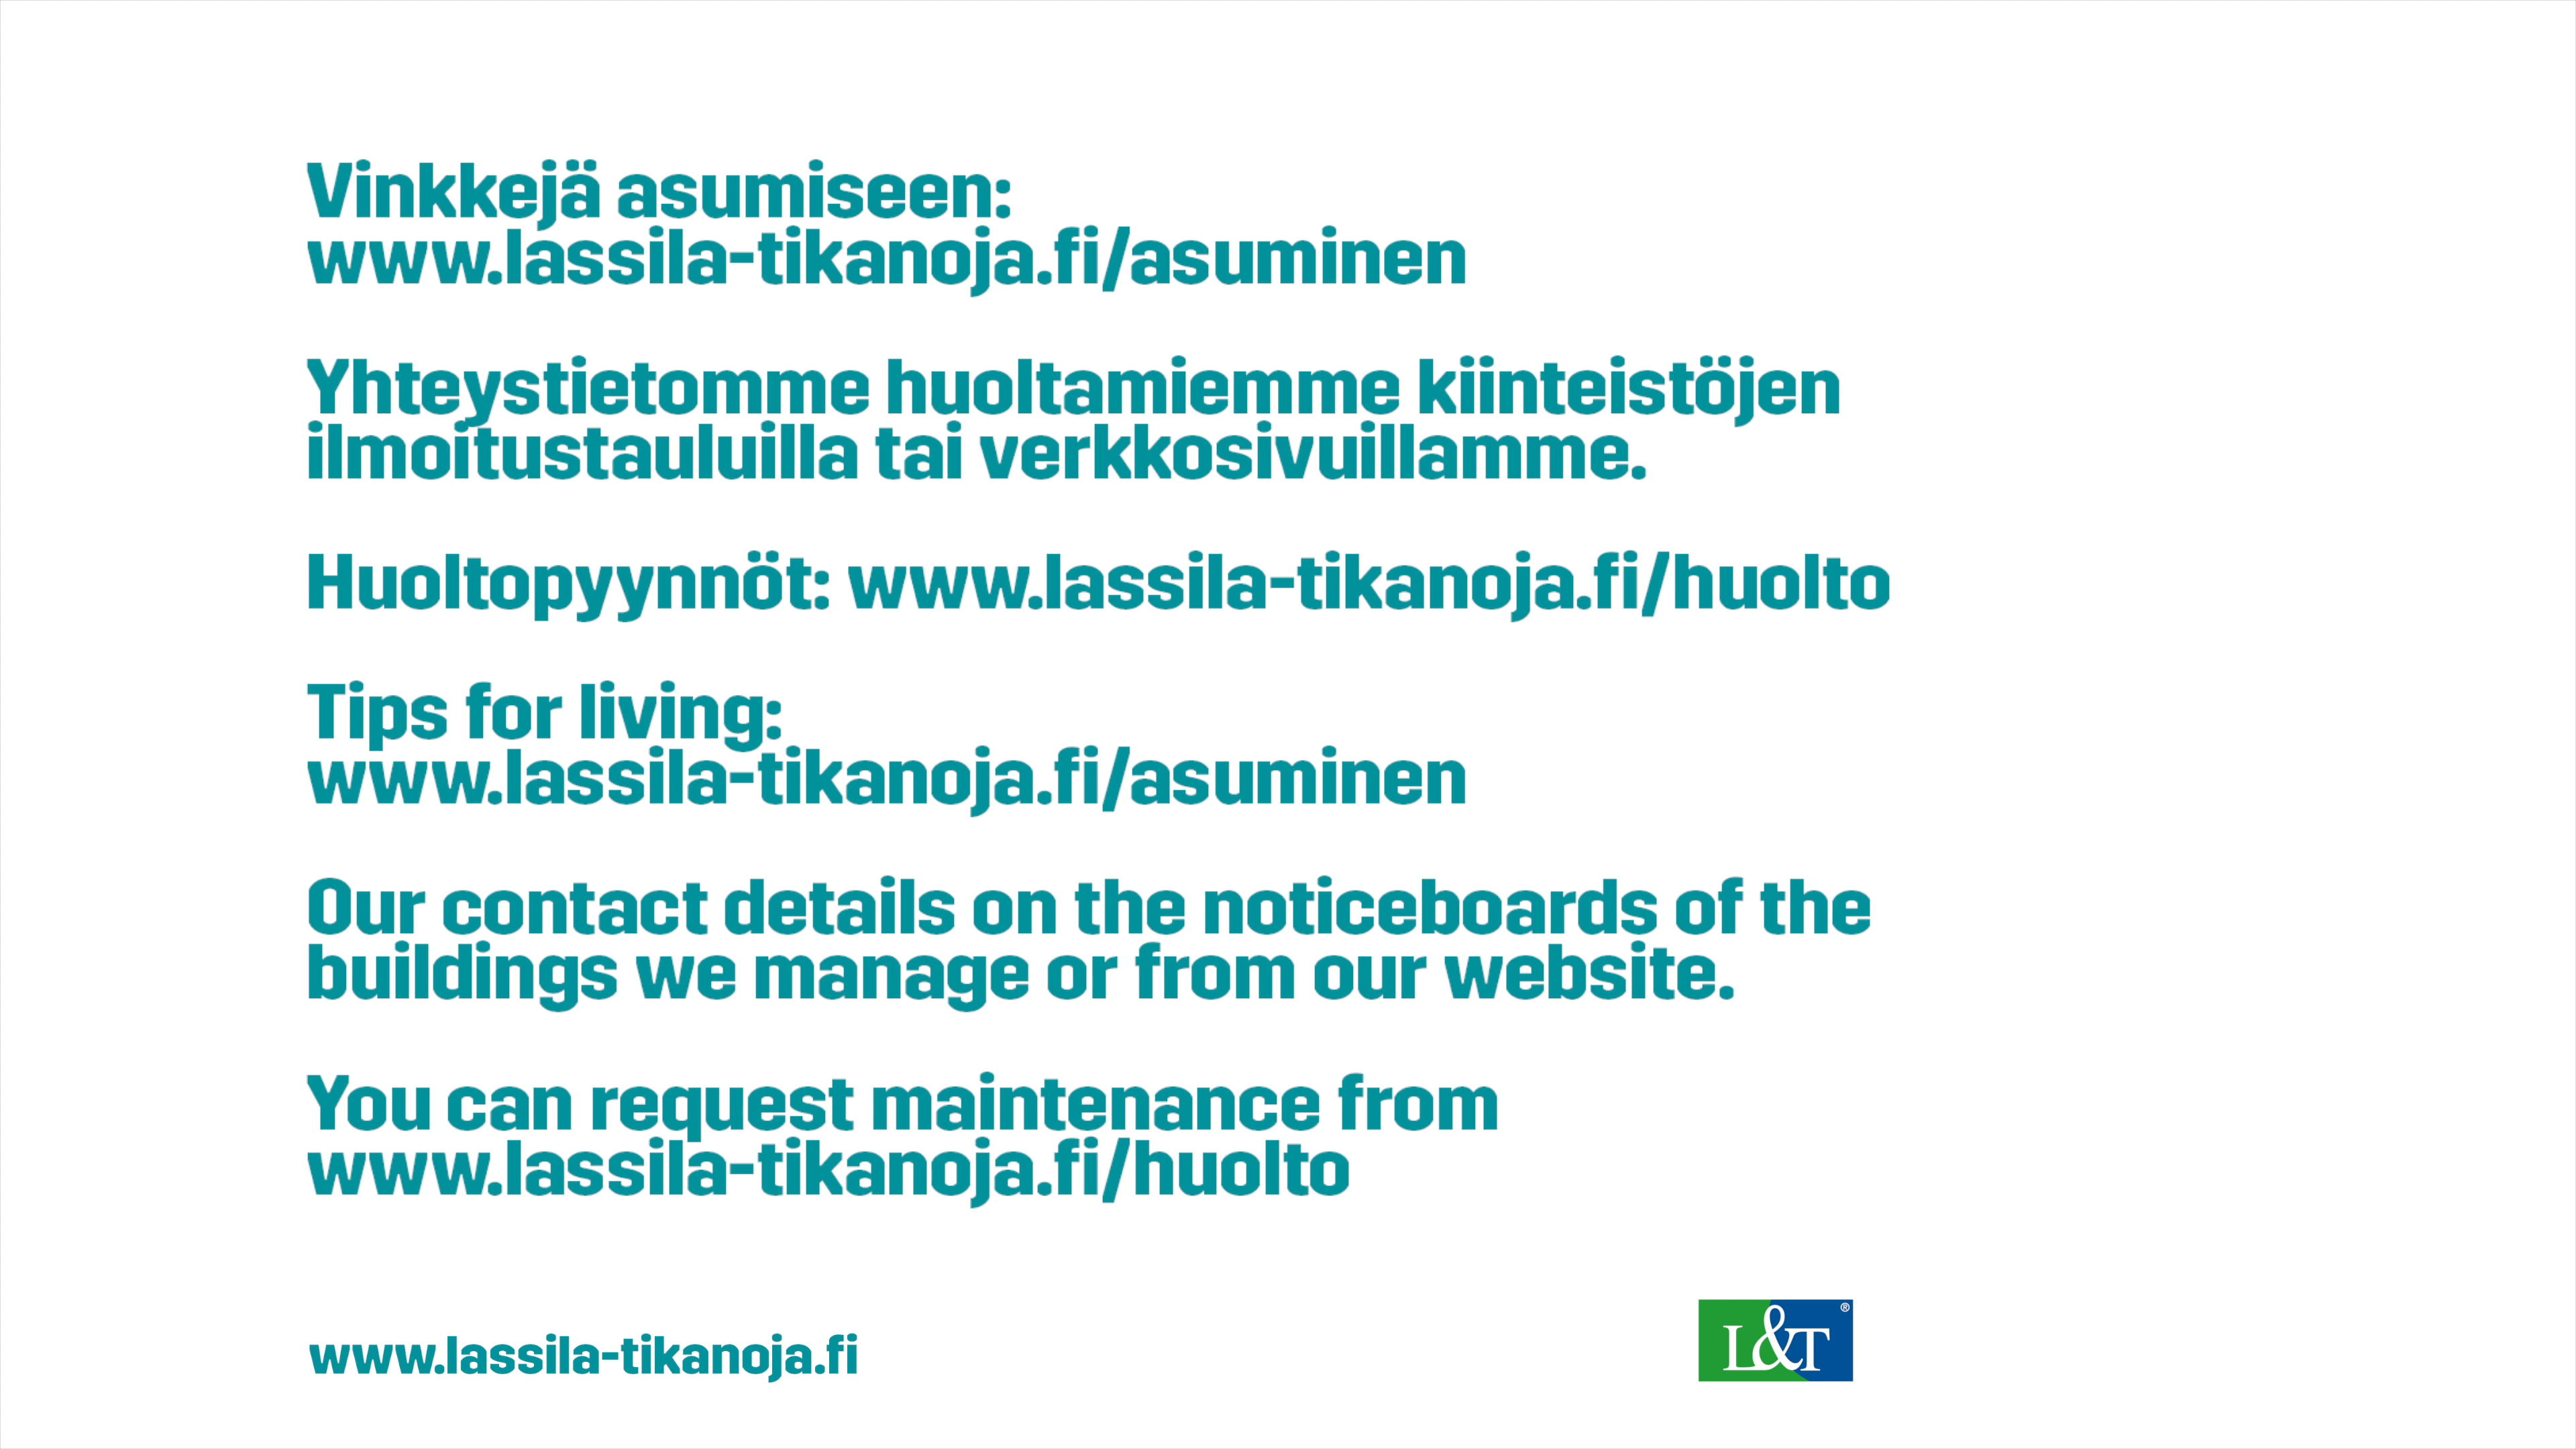 Vinkkejä asumiseen:
www.lassila-tikanoja.fi/asuminen
Yhteystietomme huoltamiemme kiinteistöjen
ilmoitustauluilla tai verkkosivuillamme.
Huoltopyynnöt: www.lassila-tikanoja.fi/huolto
Tips for living:
www.lassila-tikanoja.fi/asuminen
Our contact details on the noticeboards of the
buildings we manage or from our website.
You can request maintenance from
www.lassila-tikanoja.fi/huolto
www.lassila-tikanoja.fi
L&T®